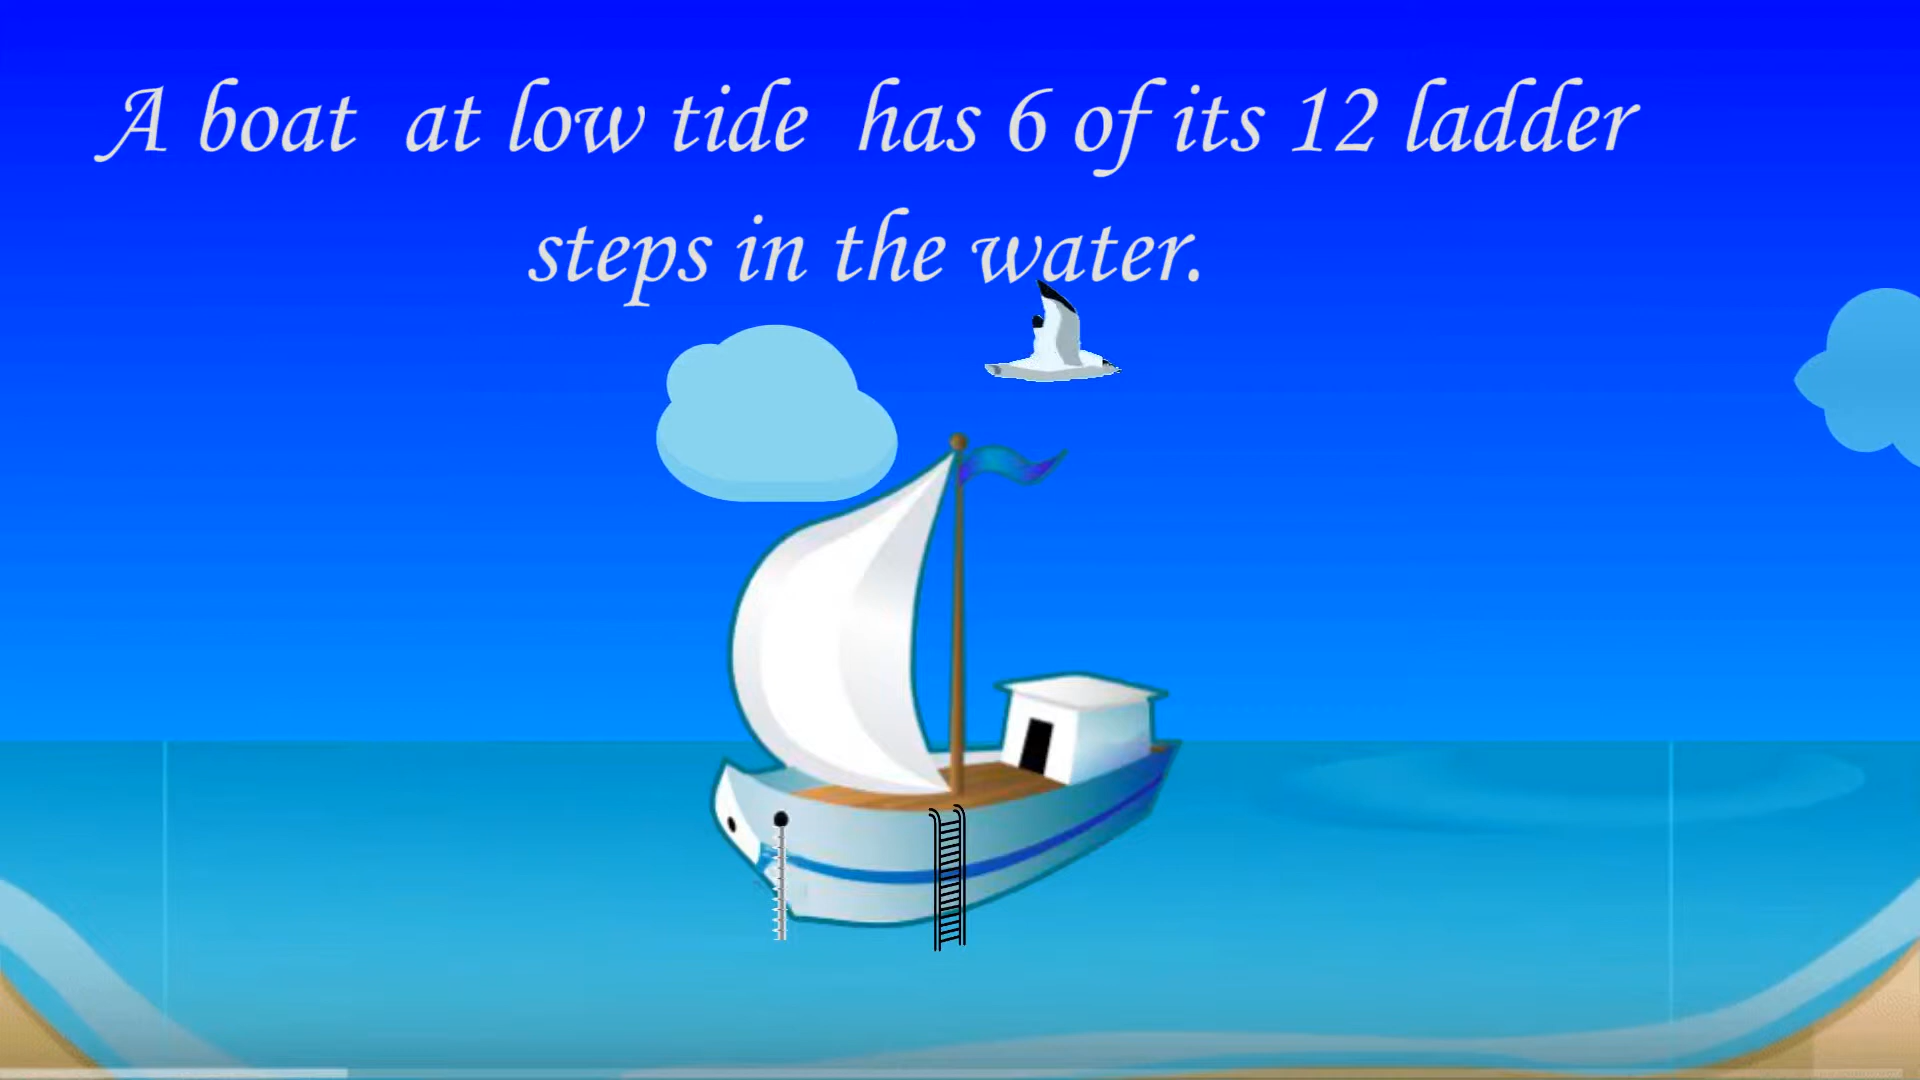 A boat at low tide has 6 of its 12 ladder
steps in the water.